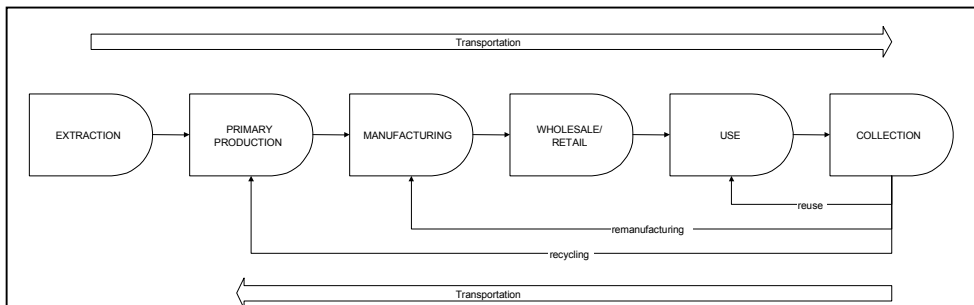 Transportation
EXTRACTION
PRIMARY
PRODUCTION
MANUFACTURING
WHOLESALE/
RETAIL
USE
COLLECTION
reuse
remanufacturing
recycling
Transportation